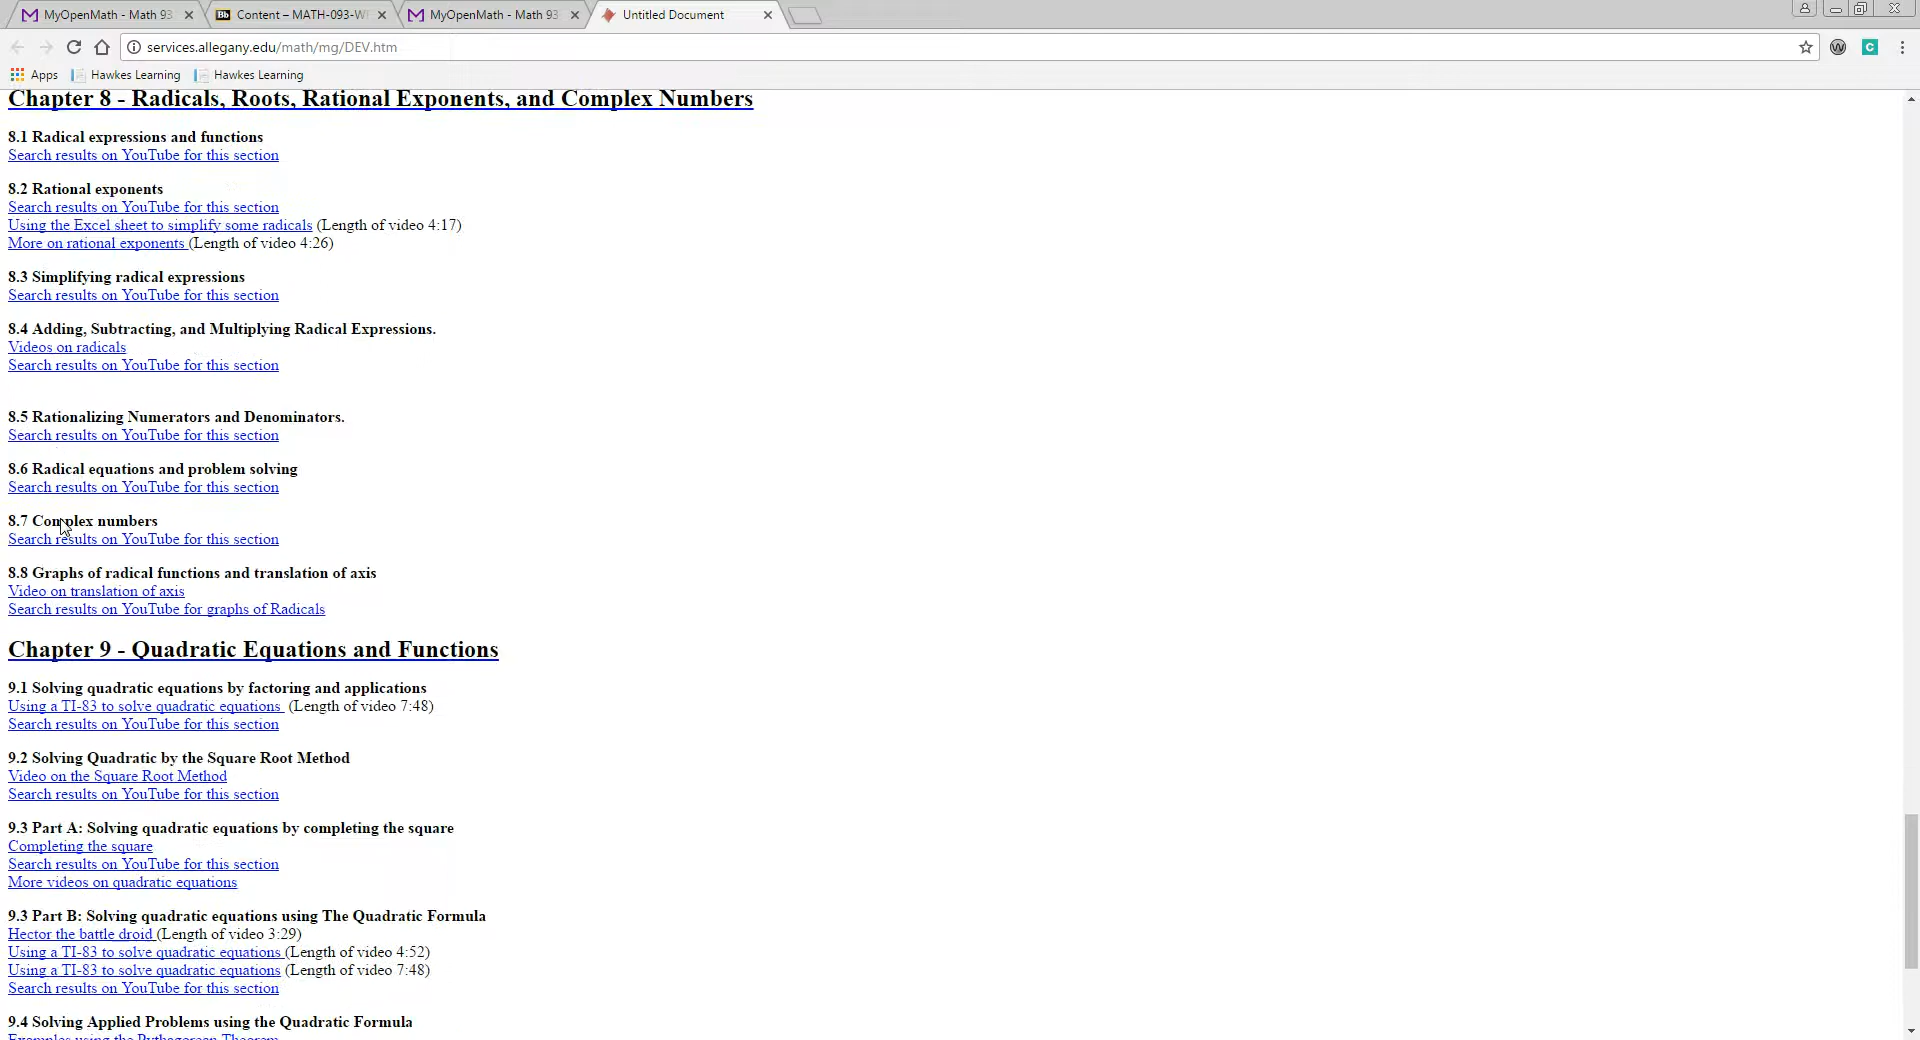 MyOpenMath - Math 93
Content – MATH-093-W
MyOpenMath - Math 93
Untitled Document
services.allegany.edu/math/mg/DEV.htm
Apps
Hawkes Learning
Hawkes Learning
Chapter 8 - Radicals, Roots, Rational Exponents, and Complex Numbers
8.1 Radical expressions and functions
Search results on YouTube for this section
8.2 Rational exponents
Search results on YouTube for this section
Using the Excel sheet to simplify some radicals (Length of video 4:17)
More on rational exponents (Length of video 4:26)
8.3 Simplifying radical expressions
Search results on YouTube for this section
8.4 Adding, Subtracting, and Multiplying Radical Expressions.
Videos on radicals
Search results on YouTube for this section
8.5 Rationalizing Numerators and Denominators.
Search results on YouTube for this section
8.6 Radical equations and problem solving
Search results on YouTube for this section
8.7 Complex numbers
Search results on YouTube for this section
8.8 Graphs of radical functions and translation of axis
Video on translation of axis
Search results on YouTube for graphs of Radicals
Chapter 9 - Quadratic Equations and Functions
9.1 Solving quadratic equations by factoring and applications
Using a TI-83 to solve quadratic equations (Length of video 7:48)
Search results on YouTube for this section
9.2 Solving Quadratic by the Square Root Method
Video on the Square Root Method
Search results on YouTube for this section
9.3 Part A: Solving quadratic equations by completing the square
Completing the square
Search results on YouTube for this section
More videos on quadratic equations
9.3 Part B: Solving quadratic equations using The Quadratic Formula
Hector the battle droid (Length of video 3:29)
Using a TI-83 to solve quadratic equations (Length of video 4:52)
Using a TI-83 to solve quadratic equations (Length of video 7:48)
Search results on YouTube for this section
9.4 Solving Applied Problems using the Quadratic Formula
Examples using the Pythagorean Theorem